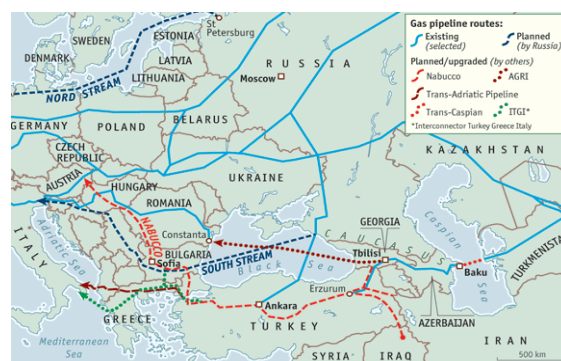 Gas pipeline routes:
Existing
(selected)
Planned
(by Russia)
Planned/upgraded (by others)
Nabucco
AGRI
Trans-Adriatic Pipeline
Trans-Caspian
ITGI*
*Interconnector Turkey Greece Italy
St
Petersburg
SWEDEN
ESTONIA
DENMARK
LATVIA
LITHUANIA
RUSSIA
Moscow
NORD STREAM
BELARUS
GERMANY
POLAND
KAZAKHSTAN
CZECH
REPUBLIC
UKRAINE
AUSTRIA
HUNGARY
ROMANIA
Caspian
Sea
ITALY
Adriatic Sea
NABUCCO
Constanta
CAUCASUS
GEORGIA
Tbilisi
BULGARIA
Sofia
SOUTH STREAM
Black Sea
Baku
TURKMENISTAN
Erzurum
Ankara
AZERBAIJAN
GREECE
TURKEY
Mediterranean
Sea
SYRIA
IRAQ
IRAN
500 km